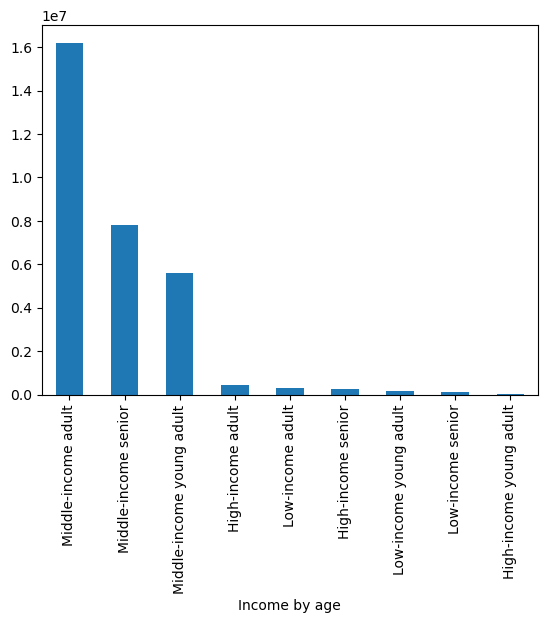 1e7
1.6
1.4
1.2
1.0
0.8
0.6
0.4
0.2
0.0
Middle-income adult
Middle-income senior
Middle-income young adult
High-income adult
Low-income adult
High-income senior
Low-income young adult
Low-income senior
High-income young adult
Income by age